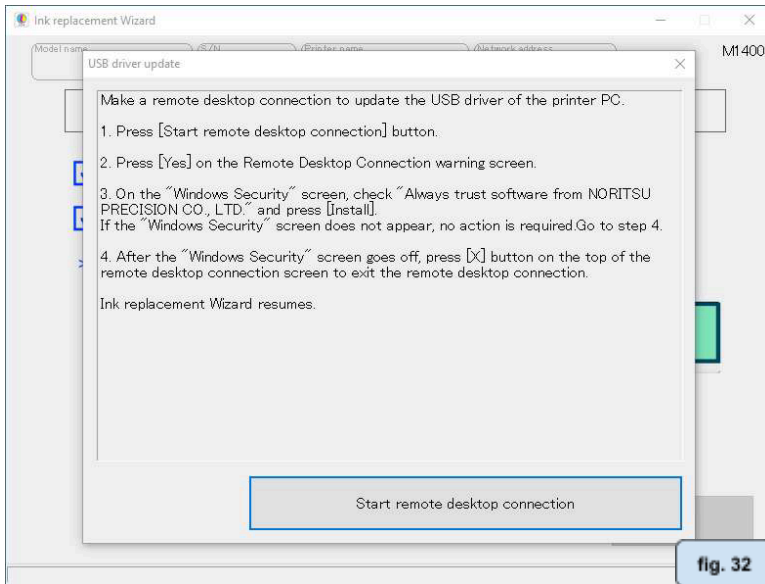 Ink replacement Wizard
Model name
S/N
Printer name
Network address
M1400
USB driver update
Make a remote desktop connection to update the USB driver of the printer PC.
1. Press [Start remote desktop connection] button.
2. Press [Yes] on the Remote Desktop Connection warning screen.
3. On the "Windows Security" screen, check "Always trust software from NORITSU
PRECISION CO., LTD." and press [Install].
If the "Windows Security" screen does not appear, no action is required.Go to step 4.
4. After the "Windows Security" screen goes off, press [X] button on the top of the
remote desktop connection screen to exit the remote desktop connection.
Ink replacement Wizard resumes.
Start remote desktop connection
fig. 32